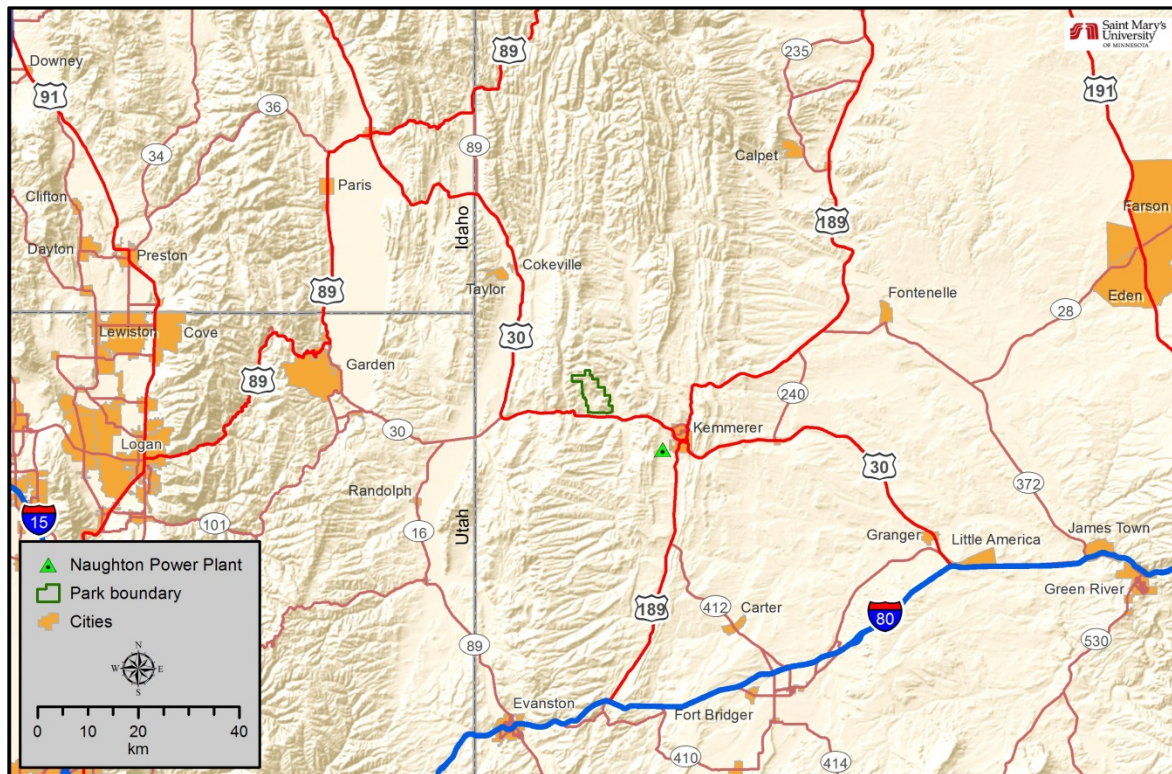 Saint Mary's
University
OF MINNESOTA
Downey
91
36
34
89
235
191
Calpet
Clifton
Paris
89
Idaho
189
Farson
Dayton
Preston
Cokeville
Taylor
89
Fontenelle
Eden
28
Lewiston
Cove
30
89
Garden
240
Kemmerer
30
Logan
30
372
Randolph
16
101
15
Utah
Granger
Little America
James Town
Green River
189
412
Carter
80
530
89
Evanston
Fort Bridger
410
414
Naughton Power Plant
Park boundary
Cities
N
W
E
S
0
10
20
40
km